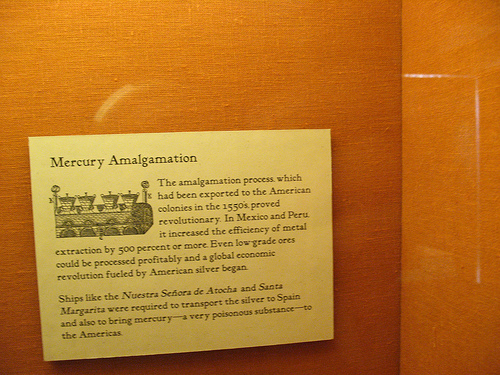 Mercury Amalgamation
The amalgamation process, which
had been exported to the American
colonies in the 1550s, proved
revolutionary. In Mexico and Peru,
it increased the efficiency of metal
extraction by 500 percent or more. Even low-grade ores
could be processed profitably and a global economic
revolution fueled by American silver began.
Ships like the Nuestra Señora de Atocha and Santa
Margarita were required to transport the silver to Spain
and also to bring mercury—a very poisonous substance—to
the Americas.